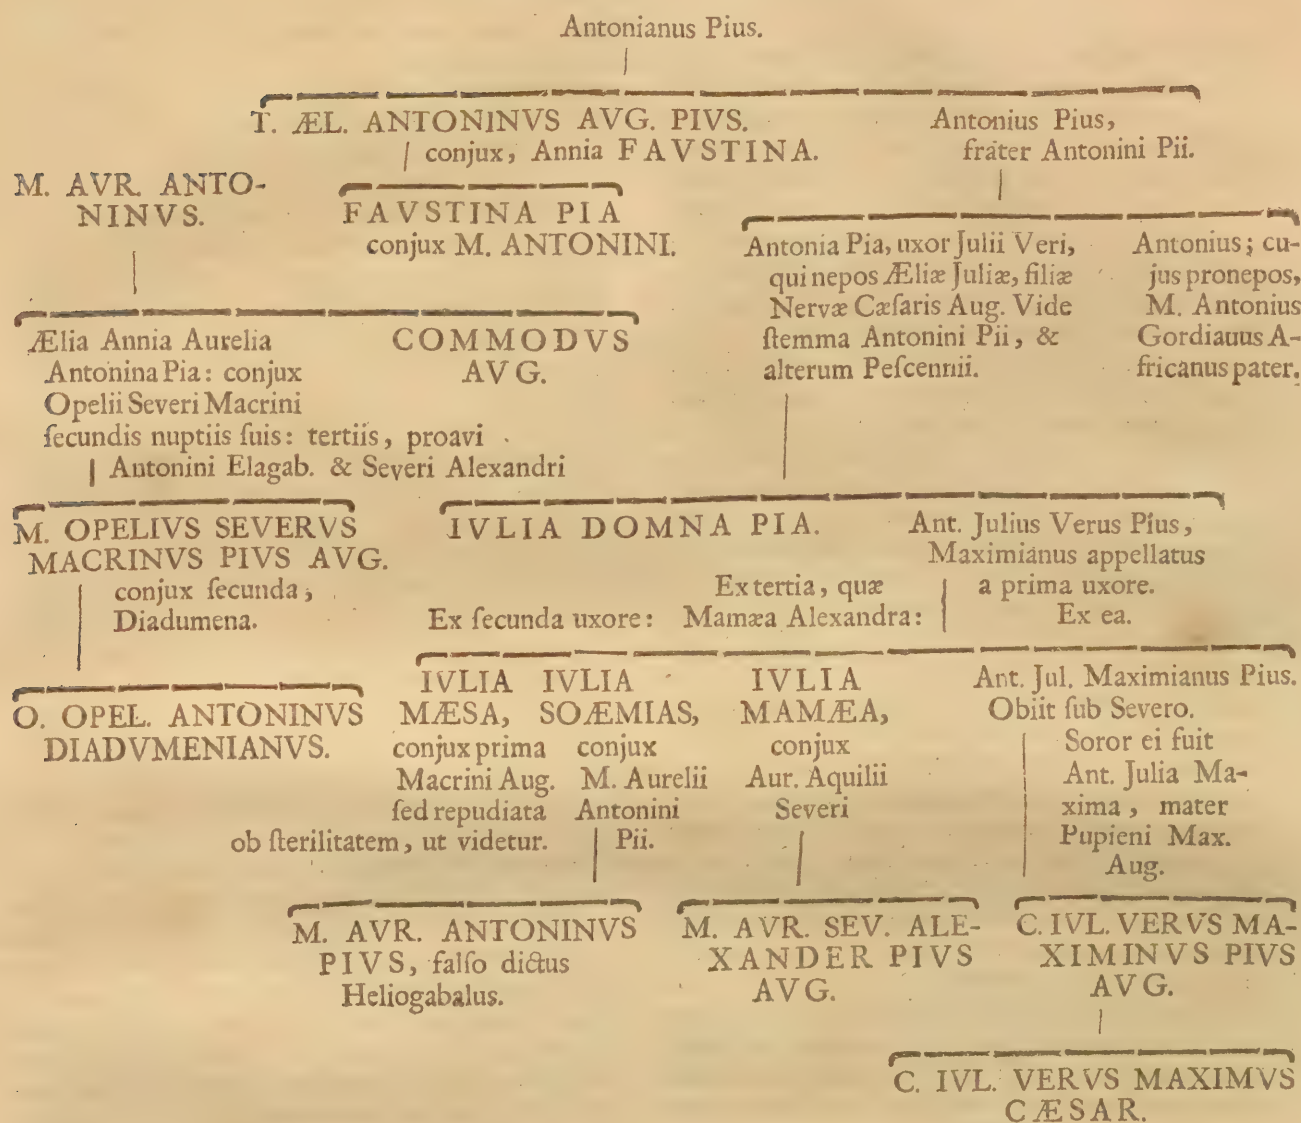 Antonianus Pius.
T. ÆL. ANTONINVS AVG. PIVS.
conjux, Annia FAVSTINA.
Antonius Pius,
frater Antonini Pii.
M. AVR. ANTO-
NINVS.
FAVSTINA PIA
conjux M. ANTONINI.
Antonia Pia, uxor Julii Veri,
qui nepos Æliæ Juliæ, filiæ
Nervæ Cæſaris Aug. Vide
ſtemma Antonini Pii, &
alterum Peſcennii.
Antonius; cu-
jus pronepos,
M. Antonius
Gordiauus A-
fricanus pater.
Ælia Annia Aurelia
Antonina Pia: conjux
Opelii Severi Macrini
ſecundis nuptiis ſuis: tertiis, proavi
Antonini Elagab. & Severi Alexandri
COMMODVS
AVG.
M. OPELIVS SEVERVS
MACRINVS PIVS AVG.
conjux ſecunda,
Diadumena.
IVLIA DOMNA PIA.
Ant. Julius Verus Pius,
Maximianus appellatus
a prima uxore.
Ex ea.
Ex ſecunda uxore:
Ex tertia, quæ
Mamæa Alexandra:
O. OPEL. ANTONINVS
DIADVMENIANVS.
IVLIA
MÆSA,
conjux prima
Macrini Aug.
ſed repudiata
ob ſterilitatem, ut videtur.
IVLIA
SOÆMIAS,
conjux
M. Aurelii
Antonini
Pii.
IVLIA
MAMÆA,
conjux
Aur. Aquilii
Severi
Ant. Jul. Maximianus Pius.
Obiit ſub Severo.
Soror ei fuit
Ant. Julia Ma-
xima, mater
Pupieni Max.
Aug.
M. AVR. ANTONINVS
PIVS, falſo dictus
Heliogabalus.
M. AVR. SEV. ALE-
XANDER PIVS
AVG.
C. IVL. VERVS MA-
XIMINVS PIVS
AVG.
C. IVL. VERVS MAXIMVS
CÆSAR.